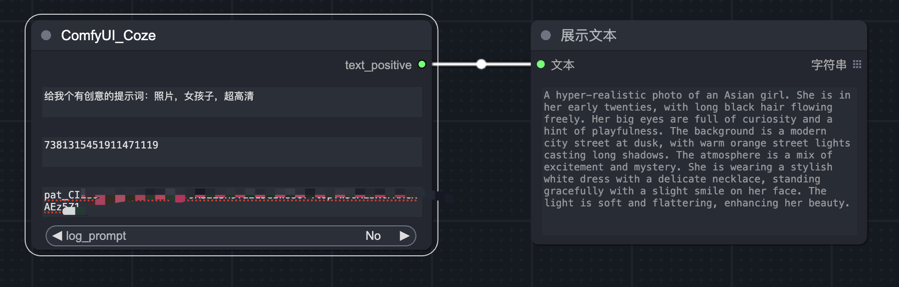 ComfyUI_Coze
text_positive
给我个有创意的提示词：照片，女孩子，超高清
7381315451911471119
pat_CI
log_prompt
No
展示文本
文本
字符串
A hyper-realistic photo of an Asian girl. She is in
her early twenties, with long black hair flowing
freely. Her big eyes are full of curiosity and a
hint of playfulness. The background is a modern
city street at dusk, with warm orange street lights
casting long shadows. The atmosphere is a mix of
excitement and mystery. She is wearing a stylish
white dress with a delicate necklace, standing
gracefully with a slight smile on her face. The
light is soft and flattering, enhancing her beauty.